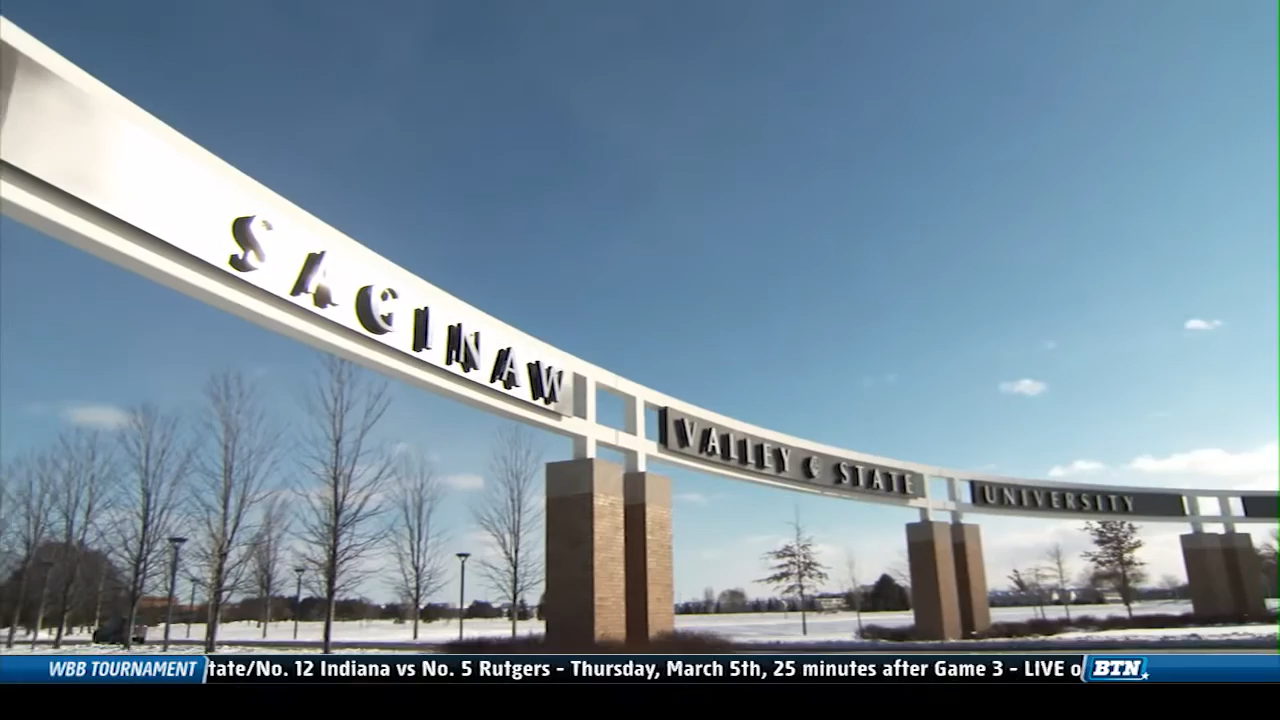 SAGINAW
VALLEY & STATE
UNIVERSITY
WBB TOURNAMENT
tate/No. 12 Indiana vs No. 5 Rutgers - Thursday, March 5th, 25 minutes after Game 3 - LIVE o
BTN